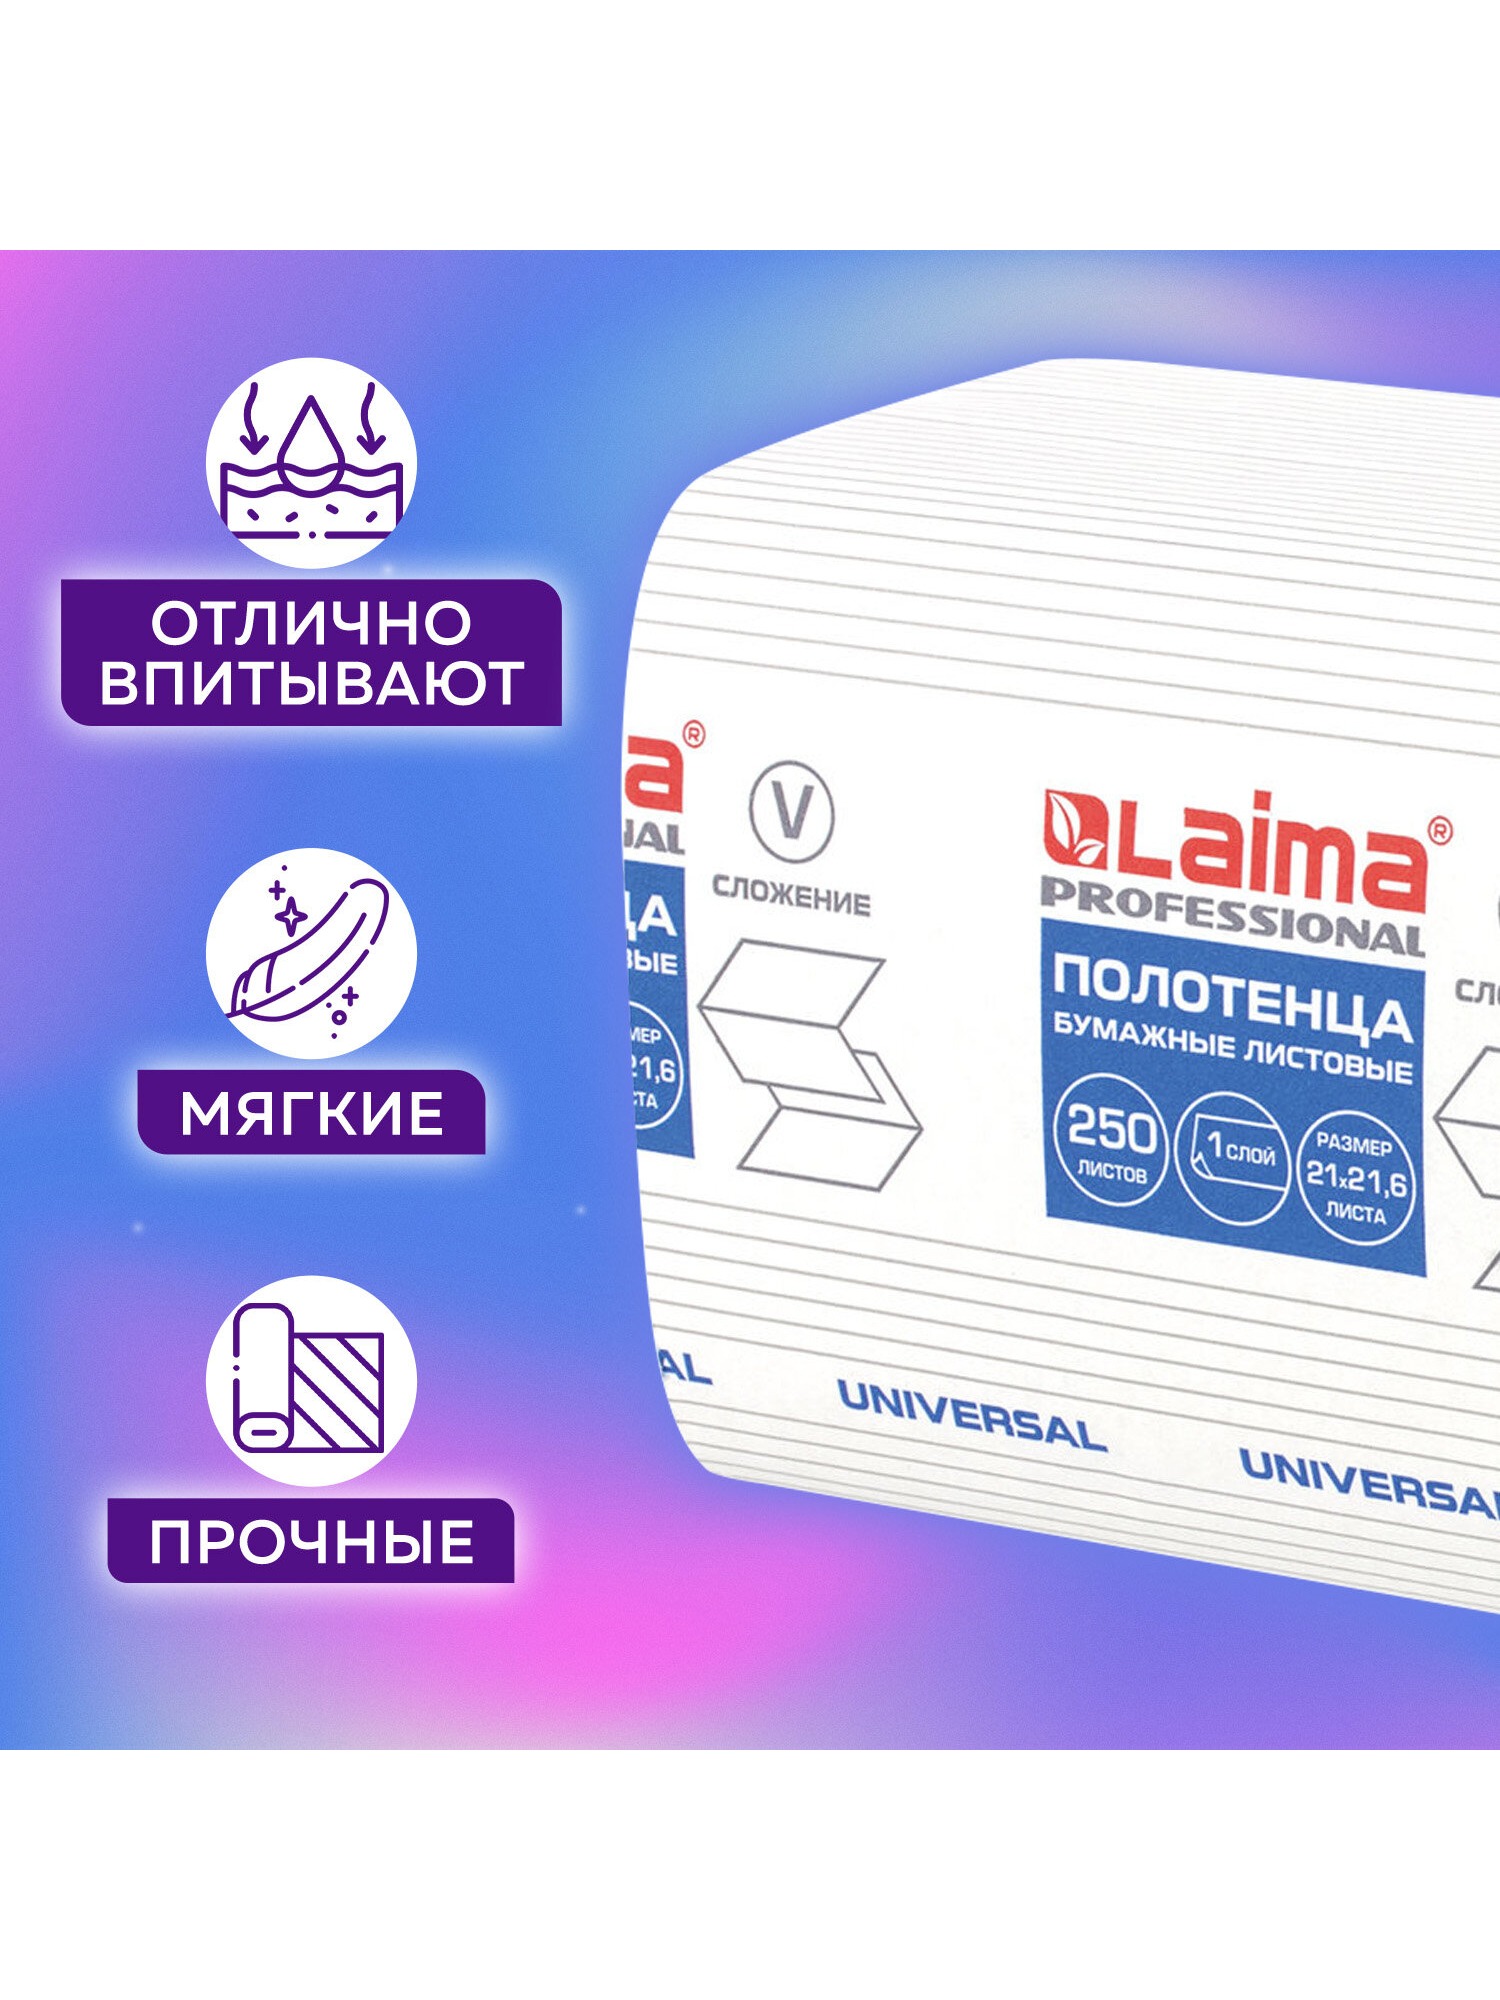 ОТЛИЧНО
ВПИТЫВАЮТ
МЯГКИЕ
ПРОЧНЫЕ
V
СЛОЖЕНИЕ
Laima®
PROFESSIONAL
ПОЛОТЕНЦА
БУМАЖНЫЕ ЛИСТОВЫЕ
250
ЛИСТОВ
1 СЛОЙ
РАЗМЕР
21х21,6
ЛИСТА
UNIVERSAL
UNIVERSAL